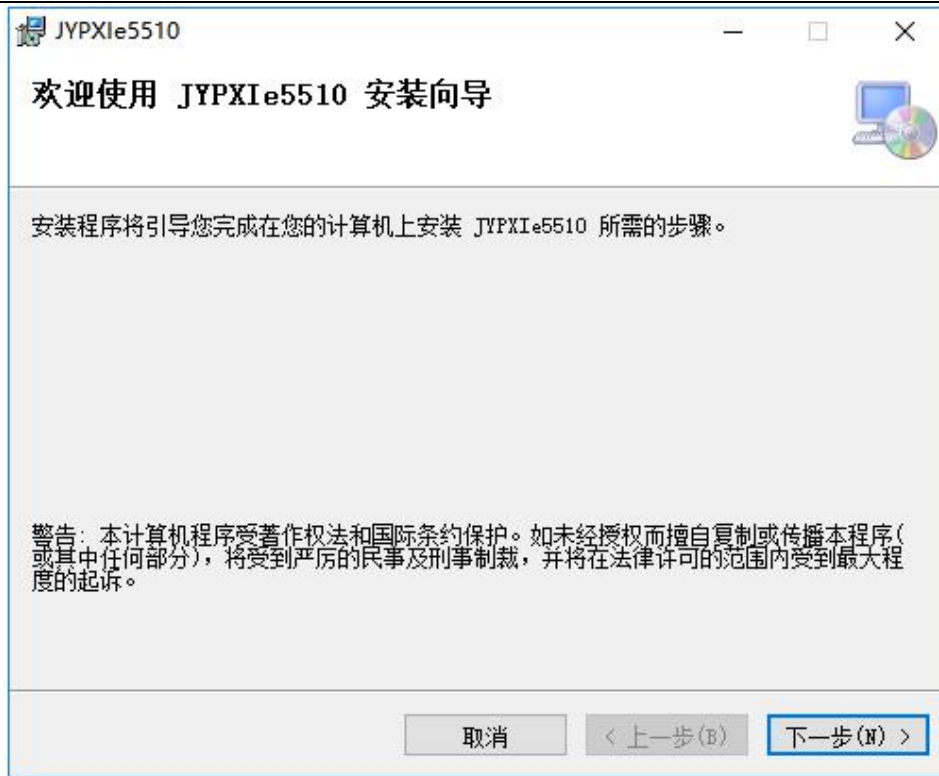 JYPXIe5510
欢迎使用 JYPXIe5510 安装向导
安装程序将引导您完成在您的计算机上安装 JYPXIe5510 所需的步骤。
警告: 本计算机程序受著作权法和国际条约保护。如未经授权而擅自复制或传播本程序(
或其中任何部分)，将受到严厉的民事及刑事制裁，并将在法律许可的范围内受到最大程
度的起诉。
取消
< 上一步(B)
下一步(N) >